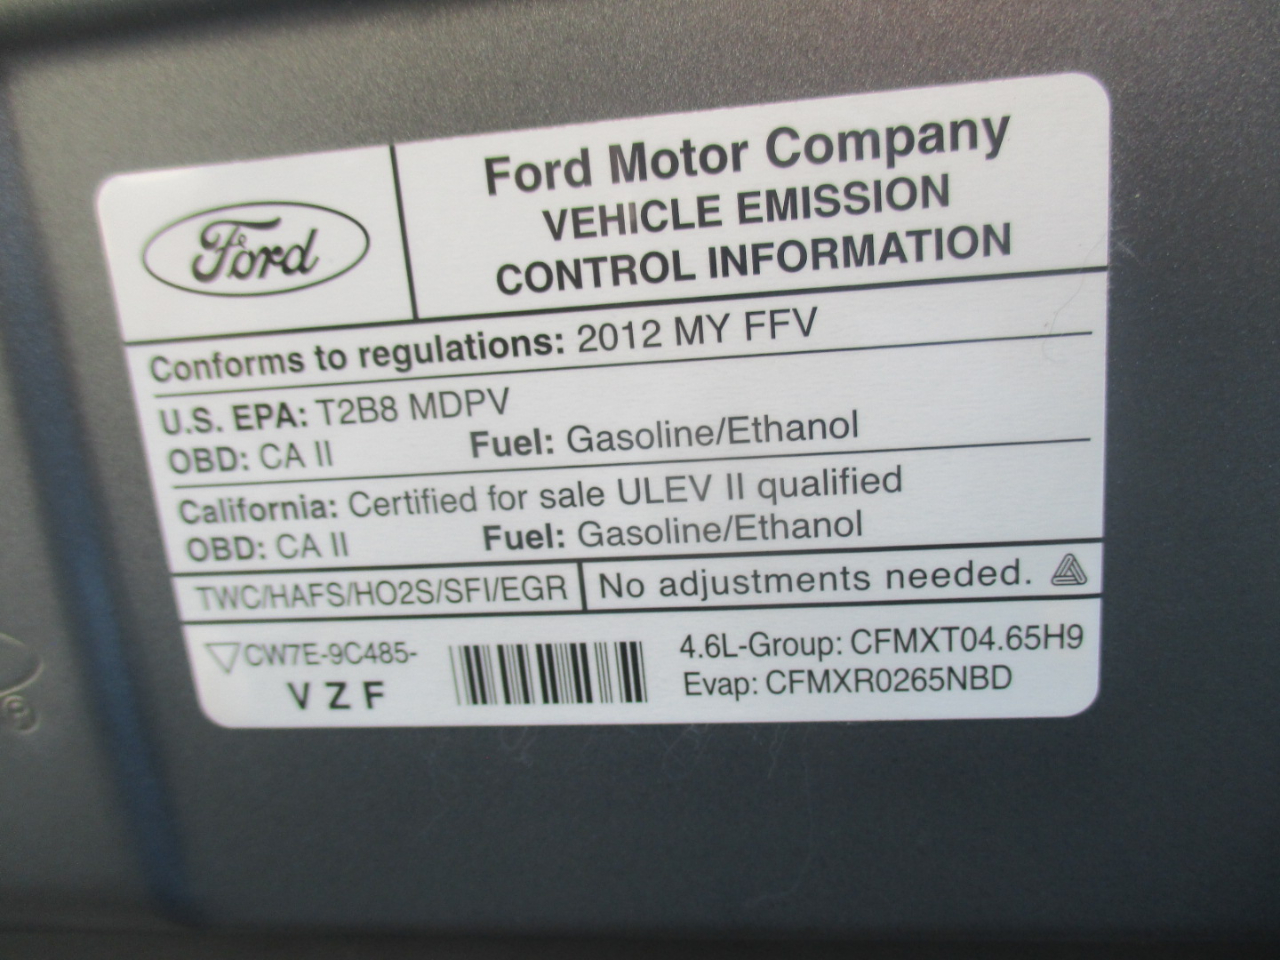 Ford
Ford Motor Company
VEHICLE EMISSION
CONTROL INFORMATION
Conforms to regulations: 2012 MY FFV
U.S. EPA: T2B8 MDPV
OBD: CA II Fuel: Gasoline/Ethanol
California: Certified for sale ULEV II qualified
OBD: CA II Fuel: Gasoline/Ethanol
TWC/HAFS/HO2S/SFI/EGR No adjustments needed.
CW7E-9C485-
V Z F
4.6L-Group: CFMXT04.65H9
Evap: CFMXR0265NBD
®